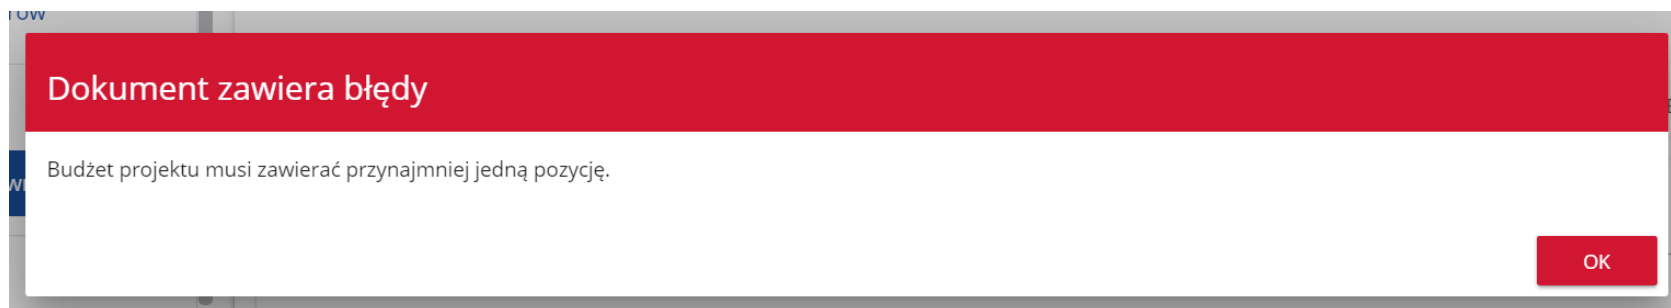 Dokument zawiera błędy
Budżet projektu musi zawierać przynajmniej jedną pozycję.
OK